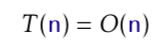 T(n) = O(n)